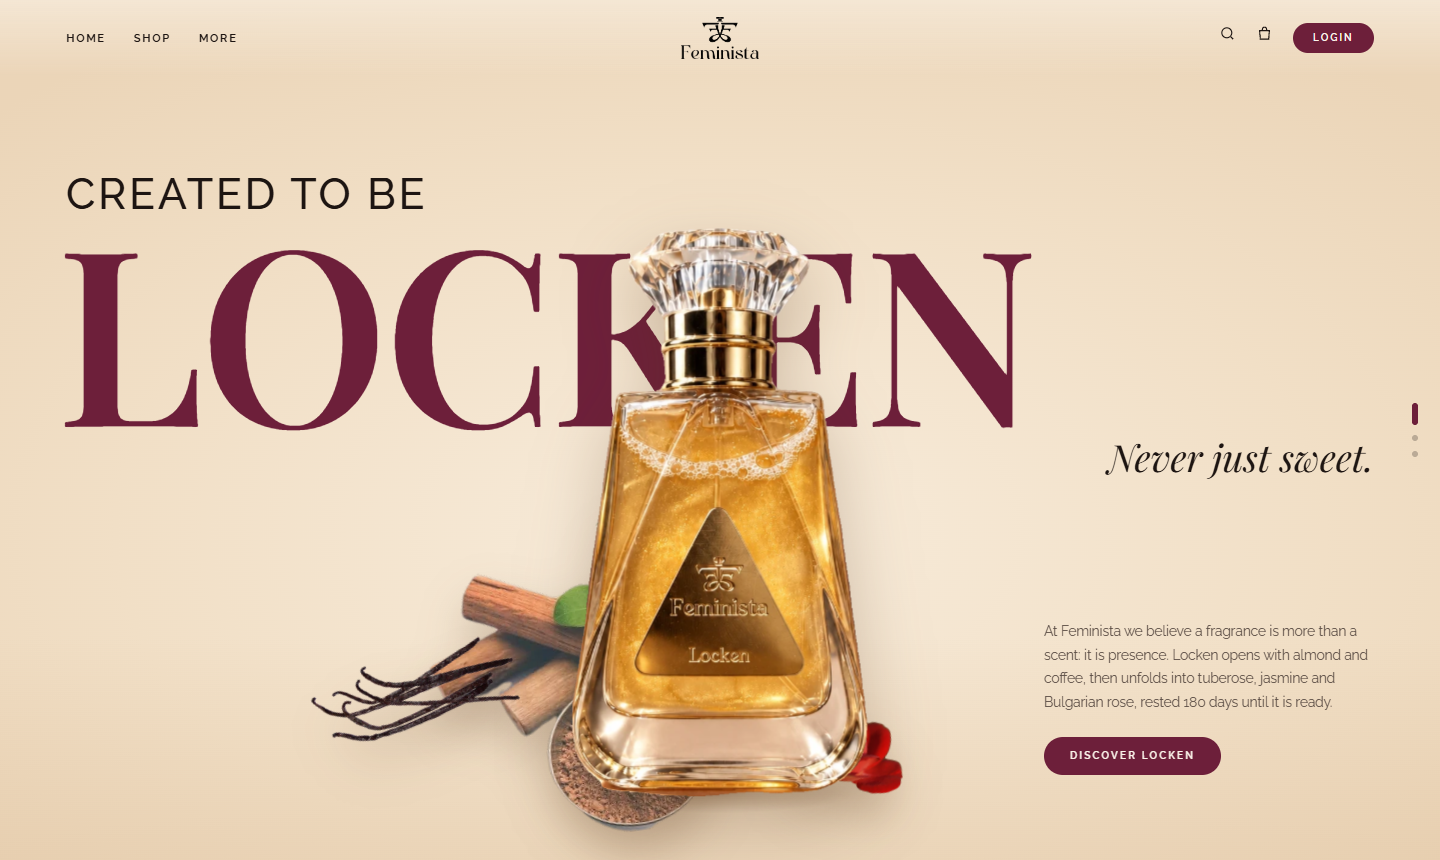 HOME SHOP MORE
Feminista
LOGIN
CREATED TO BE
LOCKEN
Never just sweet.
Feminista
Locken
At Feminista we believe a fragrance is more than a
scent: it is presence. Locken opens with almond and
coffee, then unfolds into tuberose, jasmine and
Bulgarian rose, rested 180 days until it is ready.
DISCOVER LOCKEN